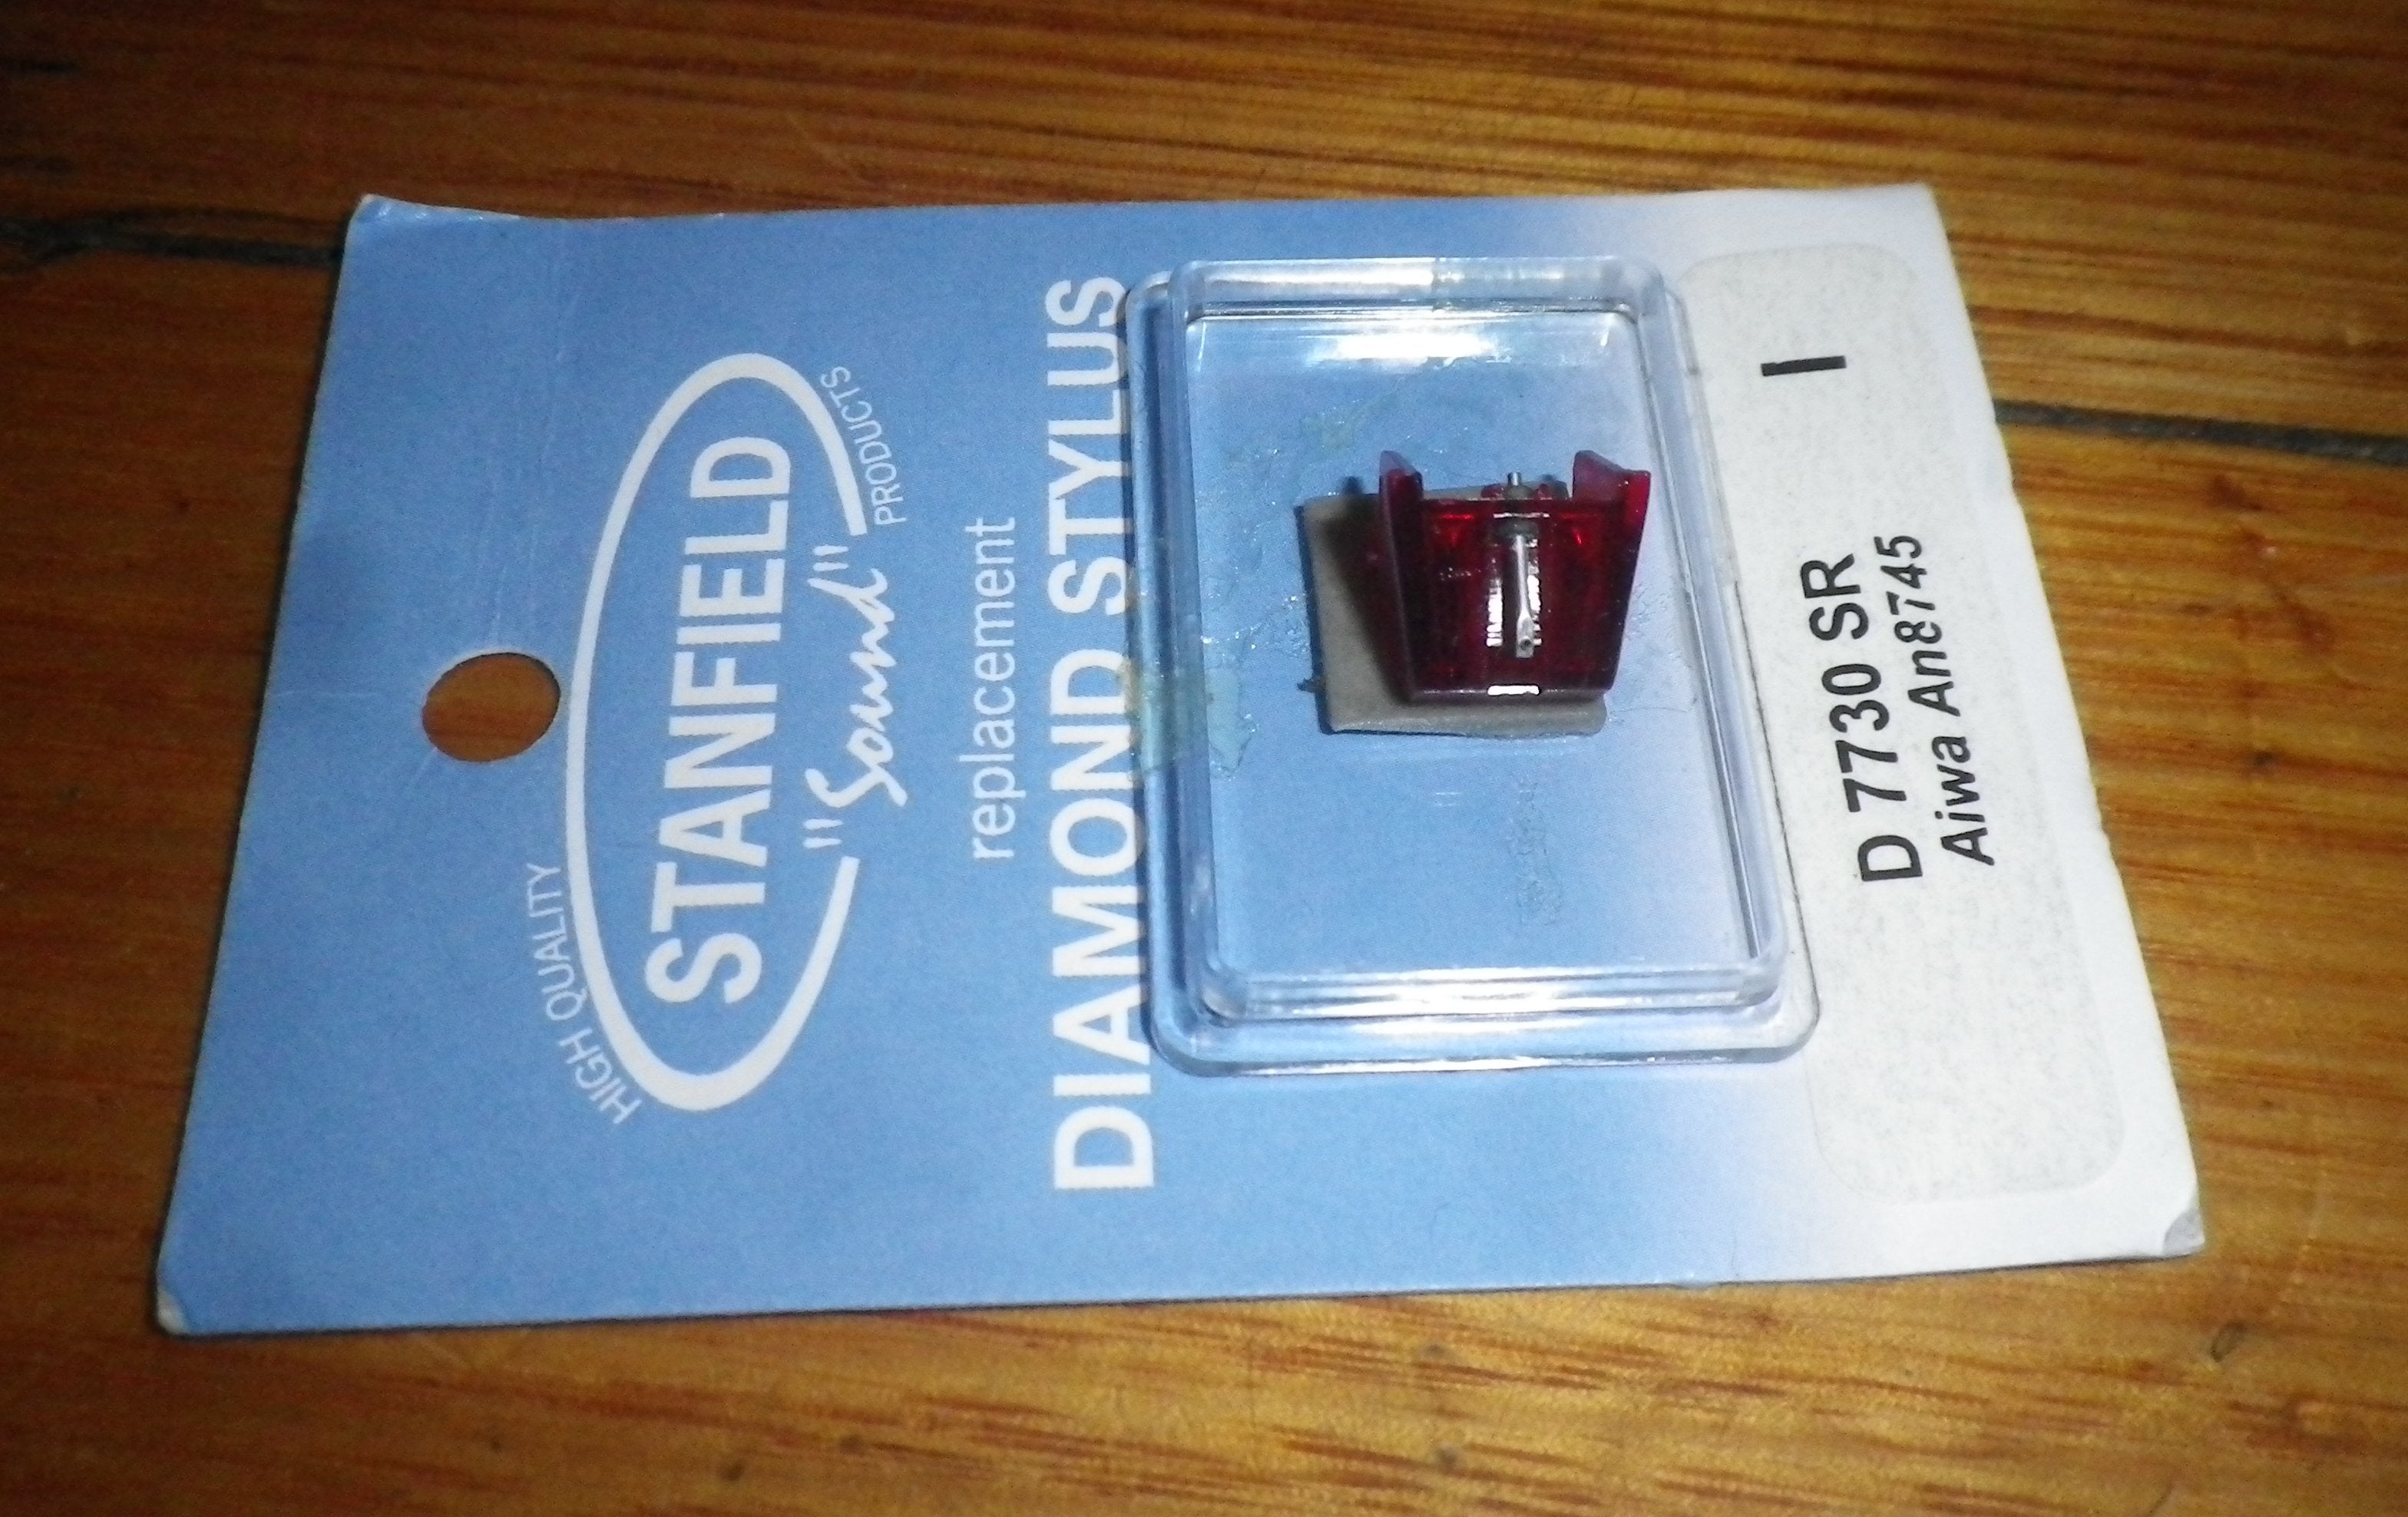 HIGH QUALITY
STANFIELD
"Sound"
PRODUCTS
replacement
DIAMOND STYLUS
I
D 7730 SR
Aiwa An8745